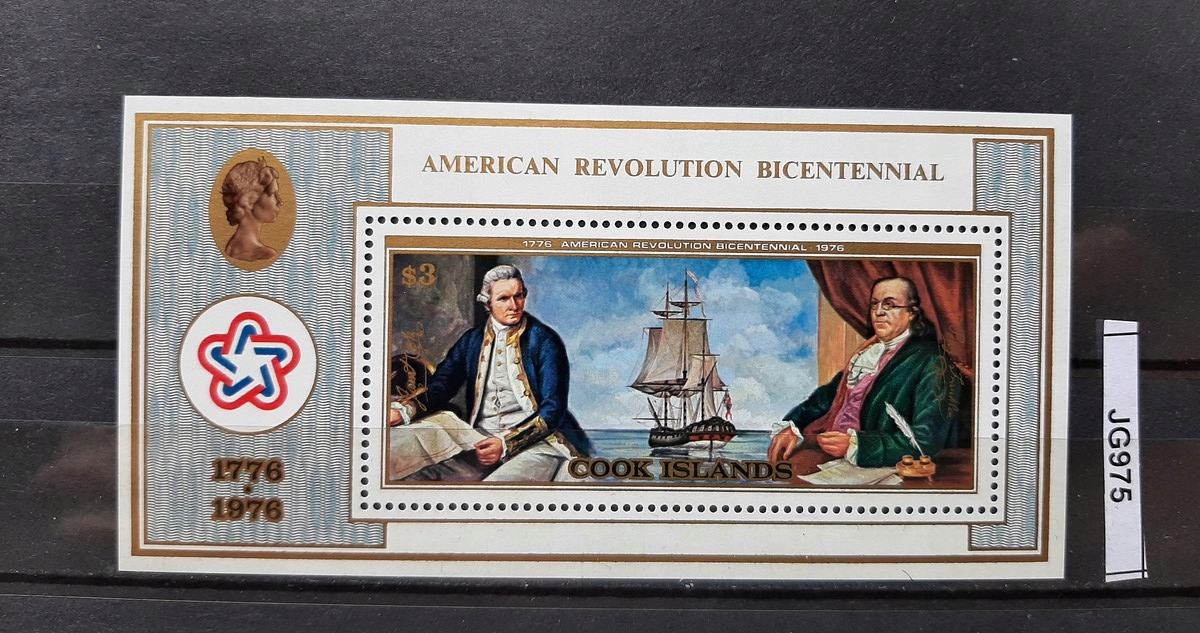 AMERICAN REVOLUTION BICENTENNIAL
1776 AMERICAN REVOLUTION BICENTENNIAL 1976
$3
COOK ISLANDS
1776
1976
JG975